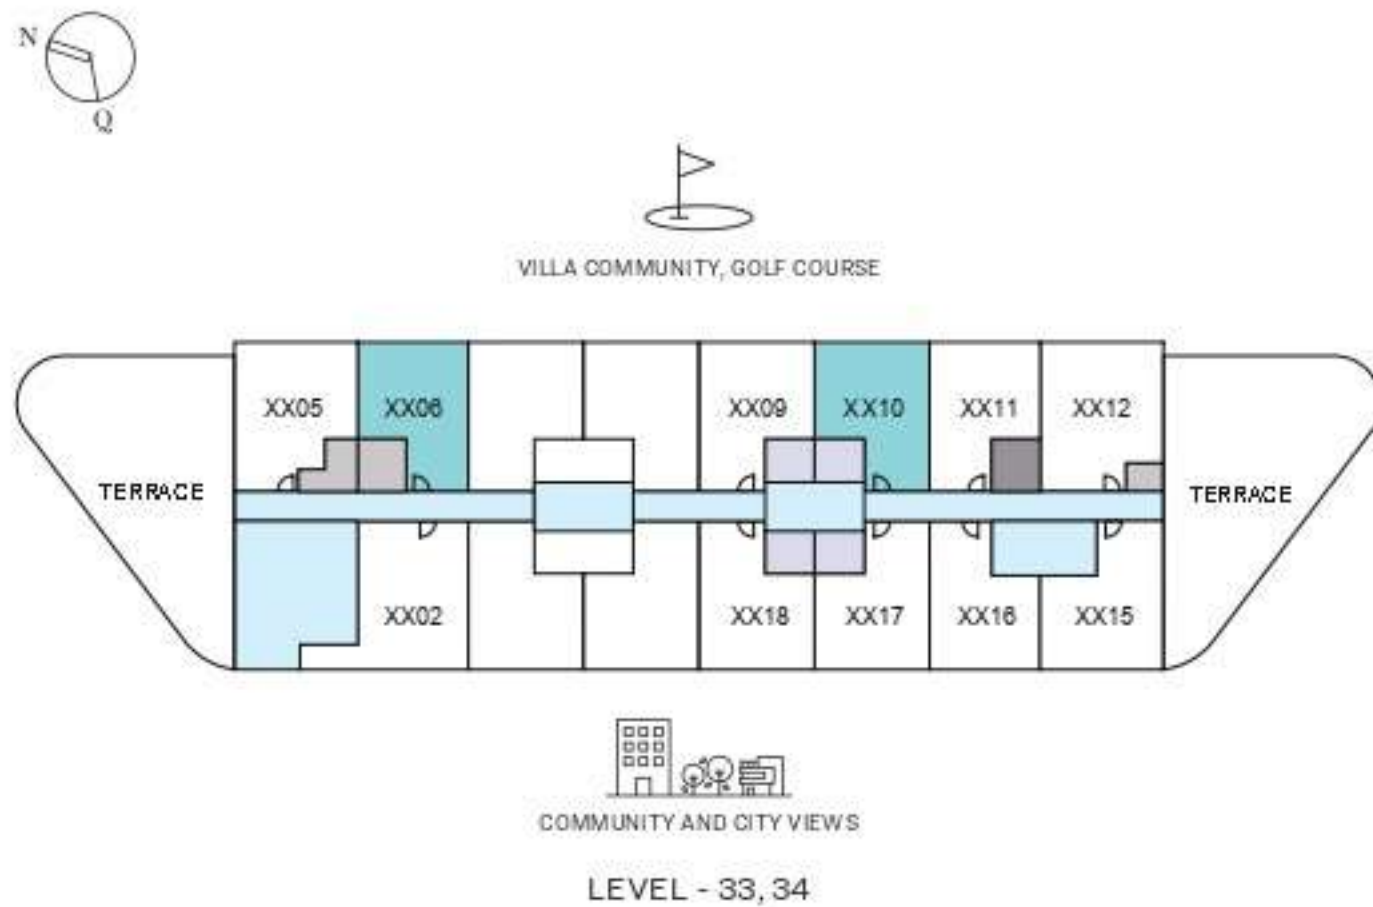 N
Q
VILLA COMMUNITY, GOLF COURSE
XX05 XX06 XX09 XX10 XX11 XX12
TERRACE TERRACE
XX02 XX18 XX17 XX16 XX15
COMMUNITY AND CITY VIEWS
LEVEL - 33, 34